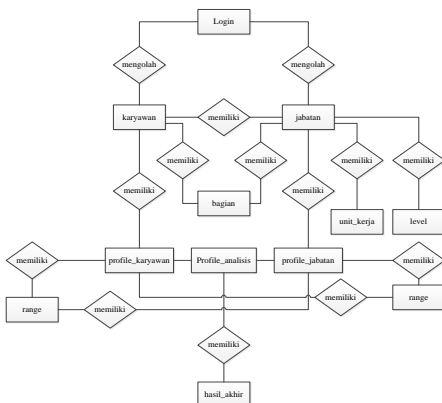 Login
mengolah
mengolah
karyawan
memiliki
jabatan
memiliki
memiliki
memiliki
memiliki
memiliki
memiliki
bagian
unit_kerja
level
memiliki
profile_karyawan
Profile_analisis
profile_jabatan
memiliki
range
memiliki
memiliki
range
memiliki
hasil_akhir